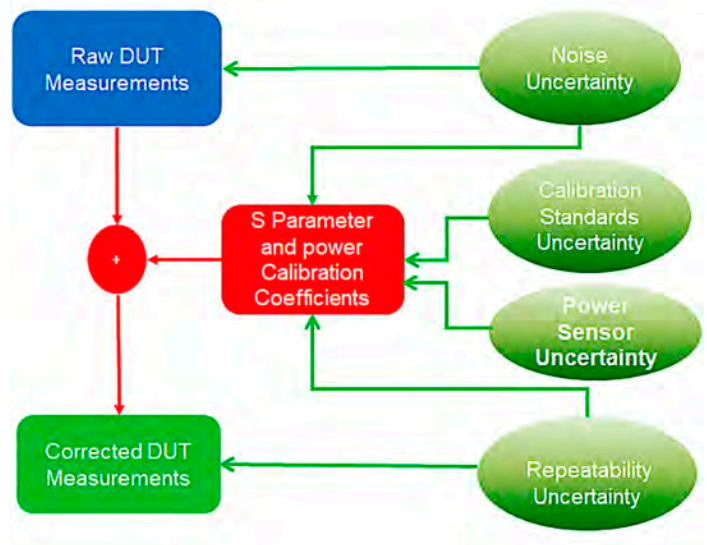 Raw DUT
Measurements
Noise
Uncertainty
Calibration
Standards
Uncertainty
S Parameter
and power
Calibration
Coefficients
+
Power
Sensor
Uncertainty
Corrected DUT
Measurements
Repeatability
Uncertainty